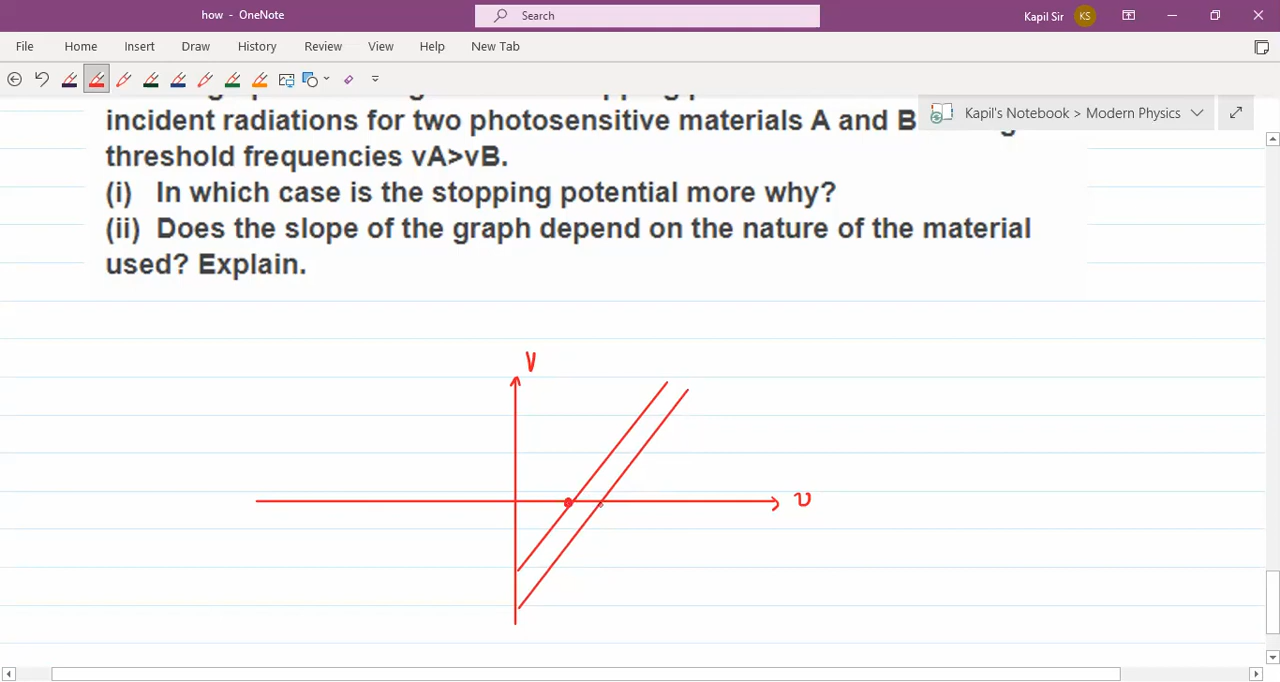 how - OneNote
Search
Kapil Sir
KS
File Home Insert Draw History Review View Help New Tab
Kapil's Notebook > Modern Physics
incident radiations for two photosensitive materials A and B
threshold frequencies vA>vB.
(i) In which case is the stopping potential more why?
(ii) Does the slope of the graph depend on the nature of the material
used? Explain.
V
ν